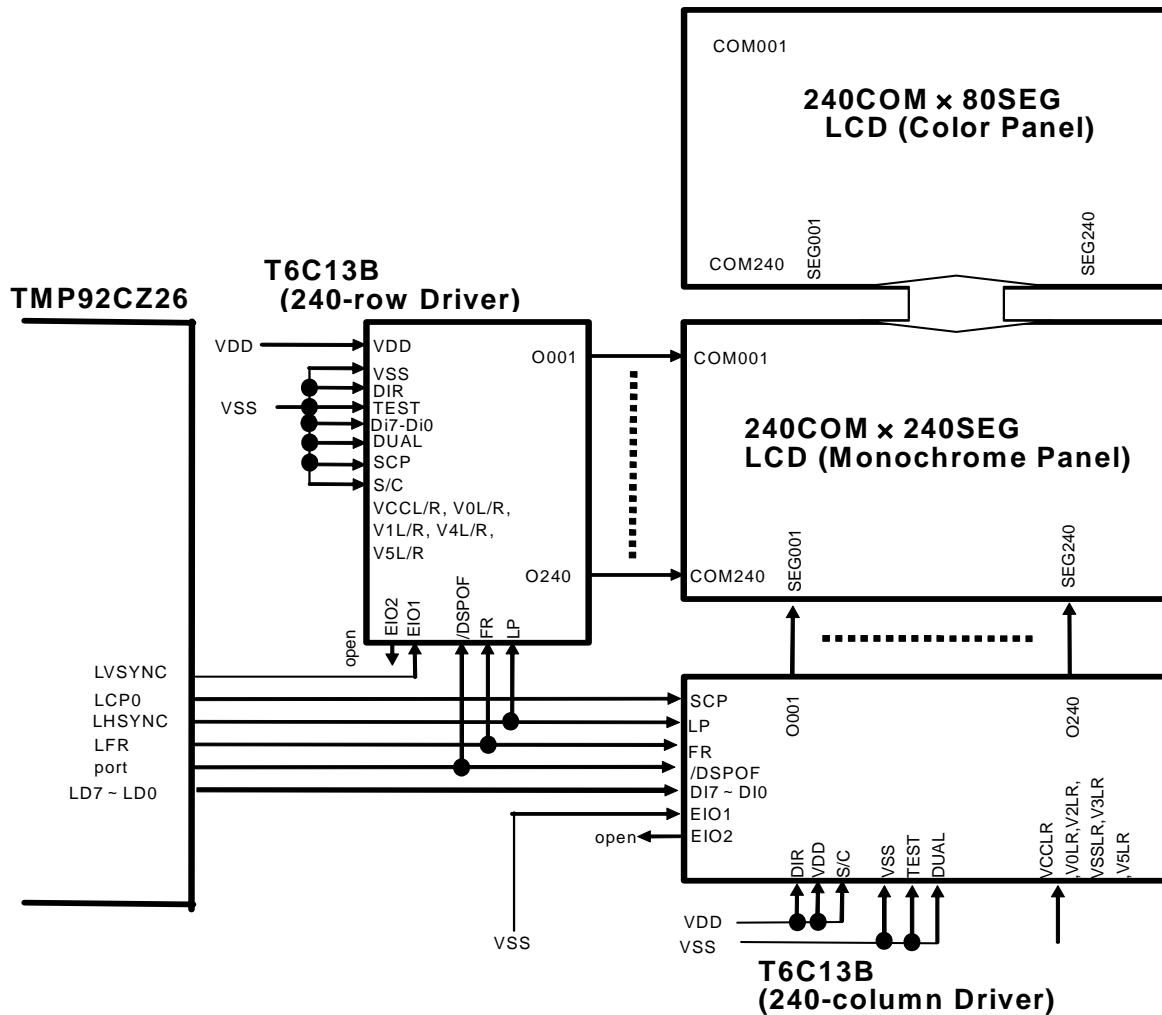 COM001
240COM × 80SEG
LCD (Color Panel)
COM240
SEG001
SEG240
TMP92CZ26
T6C13B
(240-row Driver)
VDD
VDD
VSS
DIR
VSS
TEST
Di7-Di0
DUAL
SCP
S/C
VCCL/R, V0L/R,
V1L/R, V4L/R,
V5L/R
O001
O240
open
EIO2
EIO1
/DSPOF
FR
LP
COM001
240COM × 240SEG
LCD (Monochrome Panel)
COM240
SEG001
SEG240
LVSYNC
LCP0
LHSYNC
LFR
port
LD7 ~ LD0
SCP
LP
FR
/DSPOF
DI7 ~ DI0
EIO1
open
EIO2
O001
O240
DIR
VDD
S/C
VSS
TEST
DUAL
VCCLR
,V0LR,V2LR,
VSSLR,V3LR
,V5LR
VDD
VSS
VSS
T6C13B
(240-column Driver)